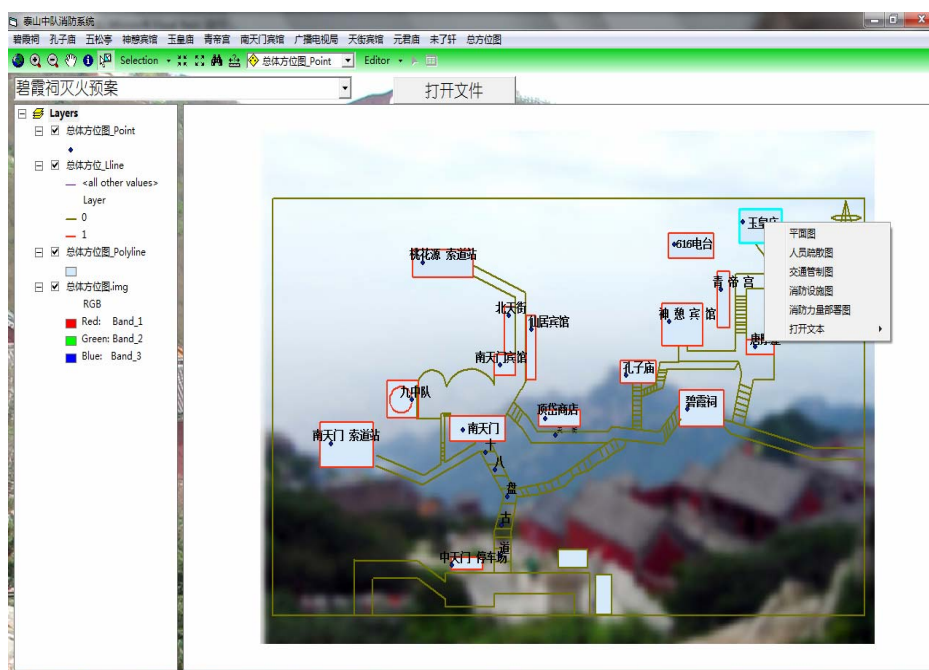 泰山中队消防系统
碧霞祠 孔子庙 五松亭 神憩宾馆 玉皇庙 青帝宫 南天门宾馆 广播电视局 天街宾馆 元君庙 未了轩 总方位图
Selection 总体方位图_Point Editor
碧霞祠灭火预案 打开文件
Layers
总体方位图_Point
总体方位_Lline
<all other values>
Layer
0
1
总体方位图_Polyline
总体方位图.img
RGB
Red: Band_1
Green: Band_2
Blue: Band_3
玉皇庙
平面图
人员疏散图
交通管制图
消防设施图
消防力量部署图
打开文本
616电台
桃花源 索道站
青帝宫
北天街
仙居宾馆
神憩宾馆
南天门宾馆
孔子庙
九中队
碧霞祠
顶岱商店
南天门
南天门 索道站
十八盘古道
中天门 停车场